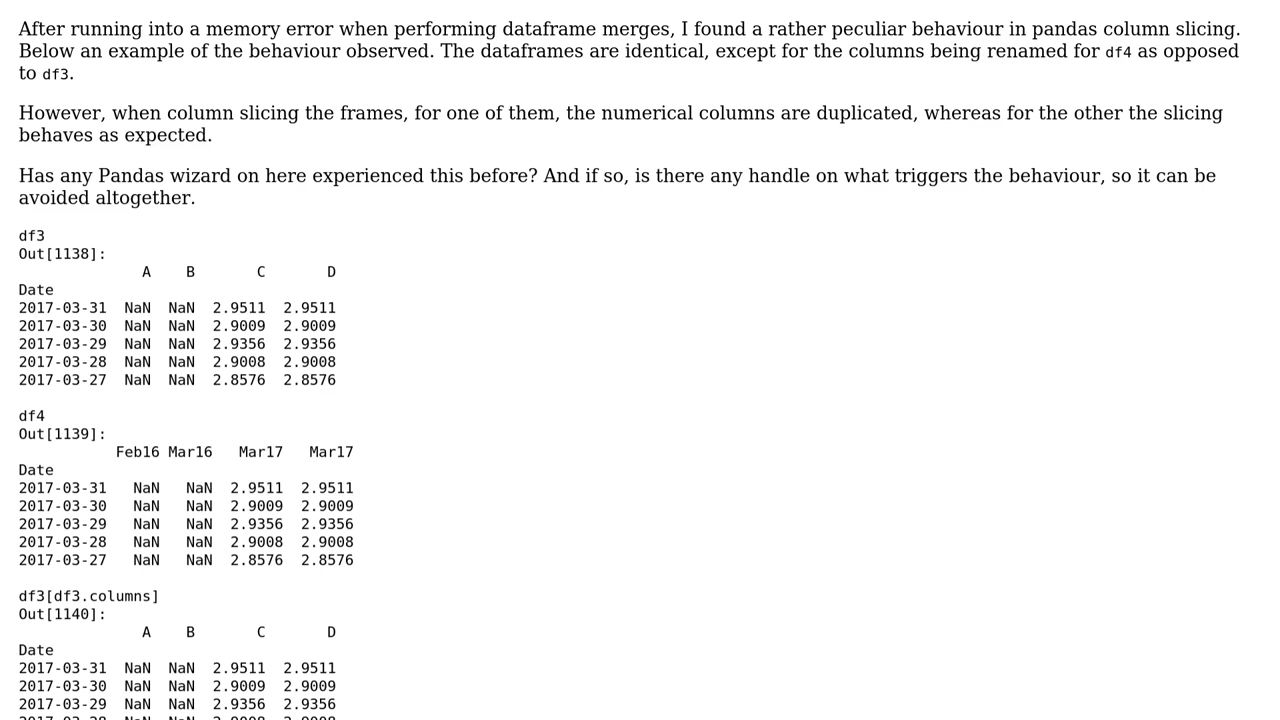 After running into a memory error when performing dataframe merges, I found a rather peculiar behaviour in pandas column slicing.
Below an example of the behaviour observed. The dataframes are identical, except for the columns being renamed for df4 as opposed
to df3.
However, when column slicing the frames, for one of them, the numerical columns are duplicated, whereas for the other the slicing
behaves as expected.
Has any Pandas wizard on here experienced this before? And if so, is there any handle on what triggers the behaviour, so it can be
avoided altogether.
df3
Out[1138]:
A B C D
Date
2017-03-31 NaN NaN 2.9511 2.9511
2017-03-30 NaN NaN 2.9009 2.9009
2017-03-29 NaN NaN 2.9356 2.9356
2017-03-28 NaN NaN 2.9008 2.9008
2017-03-27 NaN NaN 2.8576 2.8576
df4
Out[1139]:
Feb16 Mar16 Mar17 Mar17
Date
2017-03-31 NaN NaN 2.9511 2.9511
2017-03-30 NaN NaN 2.9009 2.9009
2017-03-29 NaN NaN 2.9356 2.9356
2017-03-28 NaN NaN 2.9008 2.9008
2017-03-27 NaN NaN 2.8576 2.8576
df3[df3.columns]
Out[1140]:
A B C D
Date
2017-03-31 NaN NaN 2.9511 2.9511
2017-03-30 NaN NaN 2.9009 2.9009
2017-03-29 NaN NaN 2.9356 2.9356